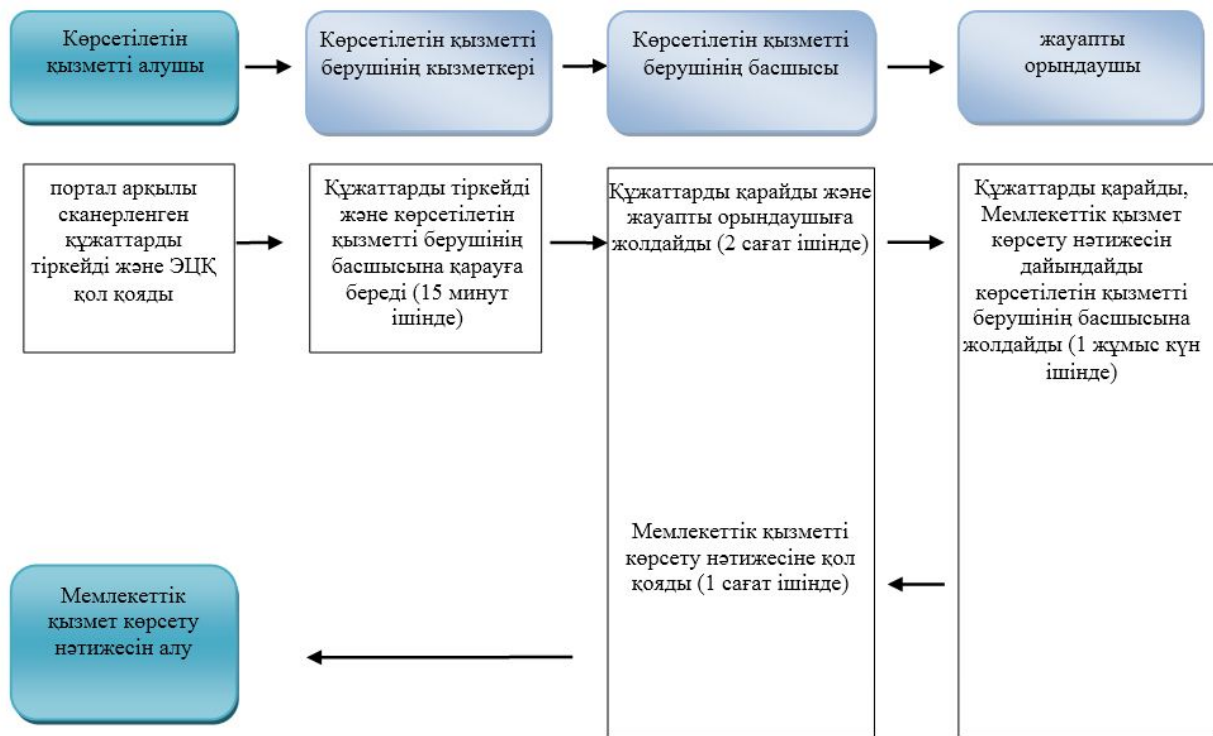 Көрсетілетін
қызметті алушы
Көрсетілетін қызметті
берушінің кызметкері
Көрсетілетін қызметті
берушінің басшысы
жауапты
орындаушы
портал арқылы
сканерленген
құжаттарды
тіркейді және ЭЦҚ
қол қояды
Құжаттарды тіркейді
және көрсетілетін
қызметті берушінің
басшысына қарауға
береді (15 минут
ішінде)
Құжаттарды қарайды және
жауапты орындаушыға
жолдайды (2 сағат ішінде)
Құжаттарды қарайды,
Мемлекеттік қызмет
көрсету нәтижесін
дайындайды
көрсетілетін қызметті
берушінің басшысына
жолдайды (1 жұмыс күн
ішінде)
Мемлекеттік қызметті
көрсету нәтижесіне қол
қояды (1 сағат ішінде)
Мемлекеттік
қызмет көрсету
нәтижесін алу